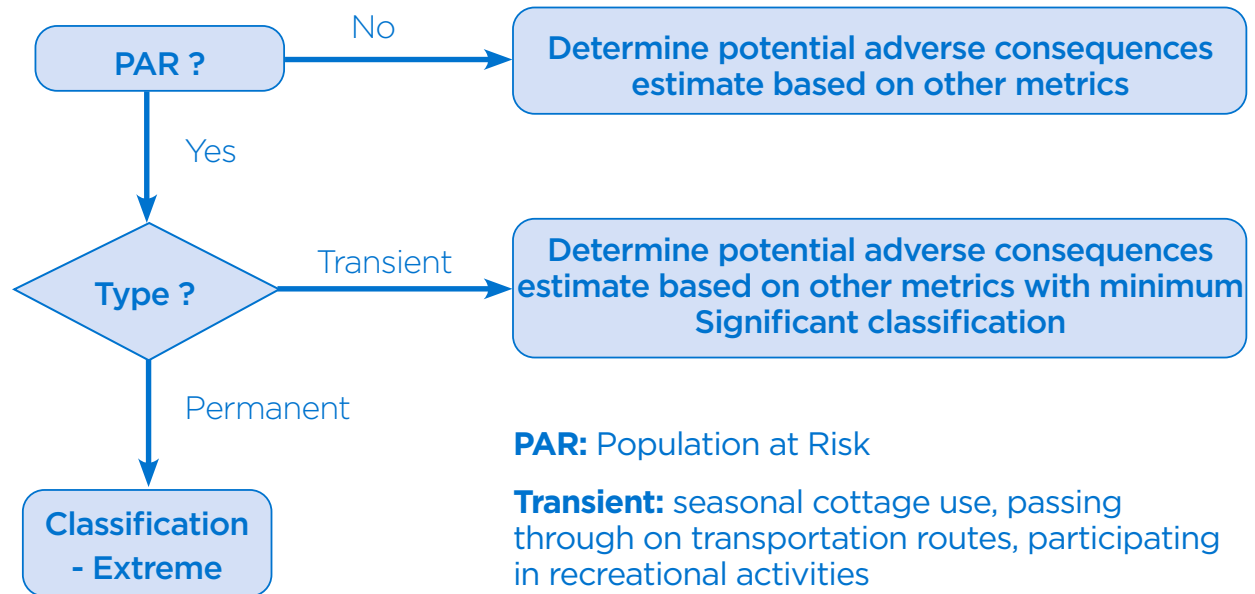 PAR ?
No
Determine potential adverse consequences
estimate based on other metrics
Yes
Type ?
Transient
Determine potential adverse consequences
estimate based on other metrics with minimum
Significant classification
Permanent
Classification
- Extreme
PAR: Population at Risk
Transient: seasonal cottage use, passing
through on transportation routes, participating
in recreational activities